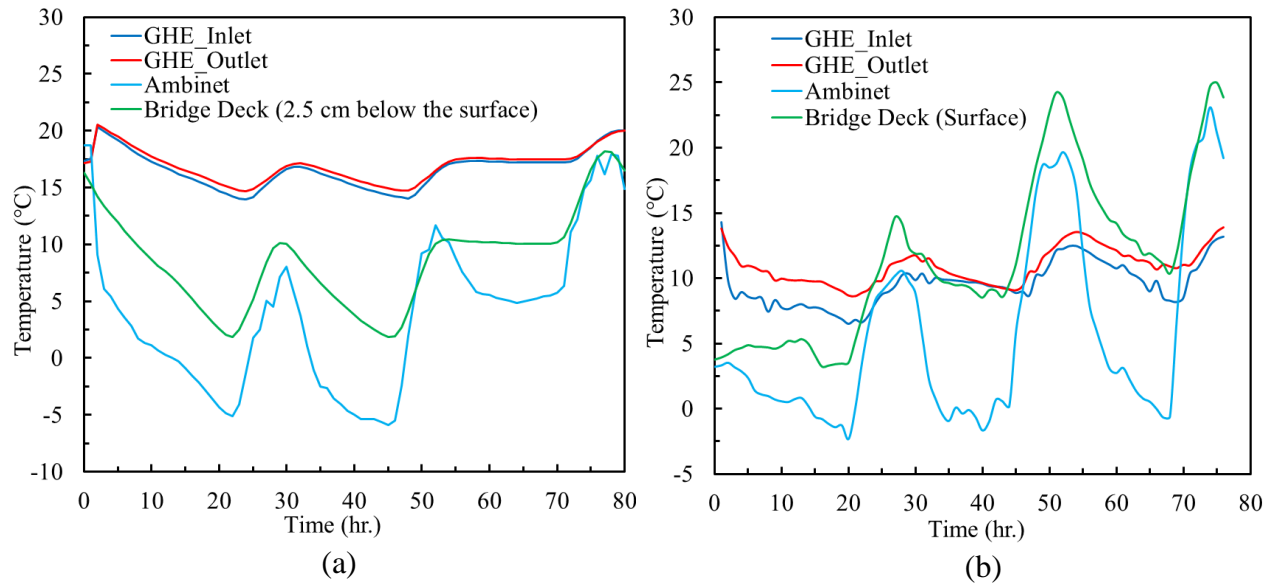 30
25
20
15
10
5
0
-5
-10
Temperature (°C)
GHE_Inlet
GHE_Outlet
Ambinet
Bridge Deck (2.5 cm below the surface)
0 10 20 30 40 50 60 70 80
Time (hr.)
(a)
30
25
20
15
10
5
0
-5
Temperature (°C)
GHE_Inlet
GHE_Outlet
Ambinet
Bridge Deck (Surface)
0 10 20 30 40 50 60 70 80
Time (hr.)
(b)